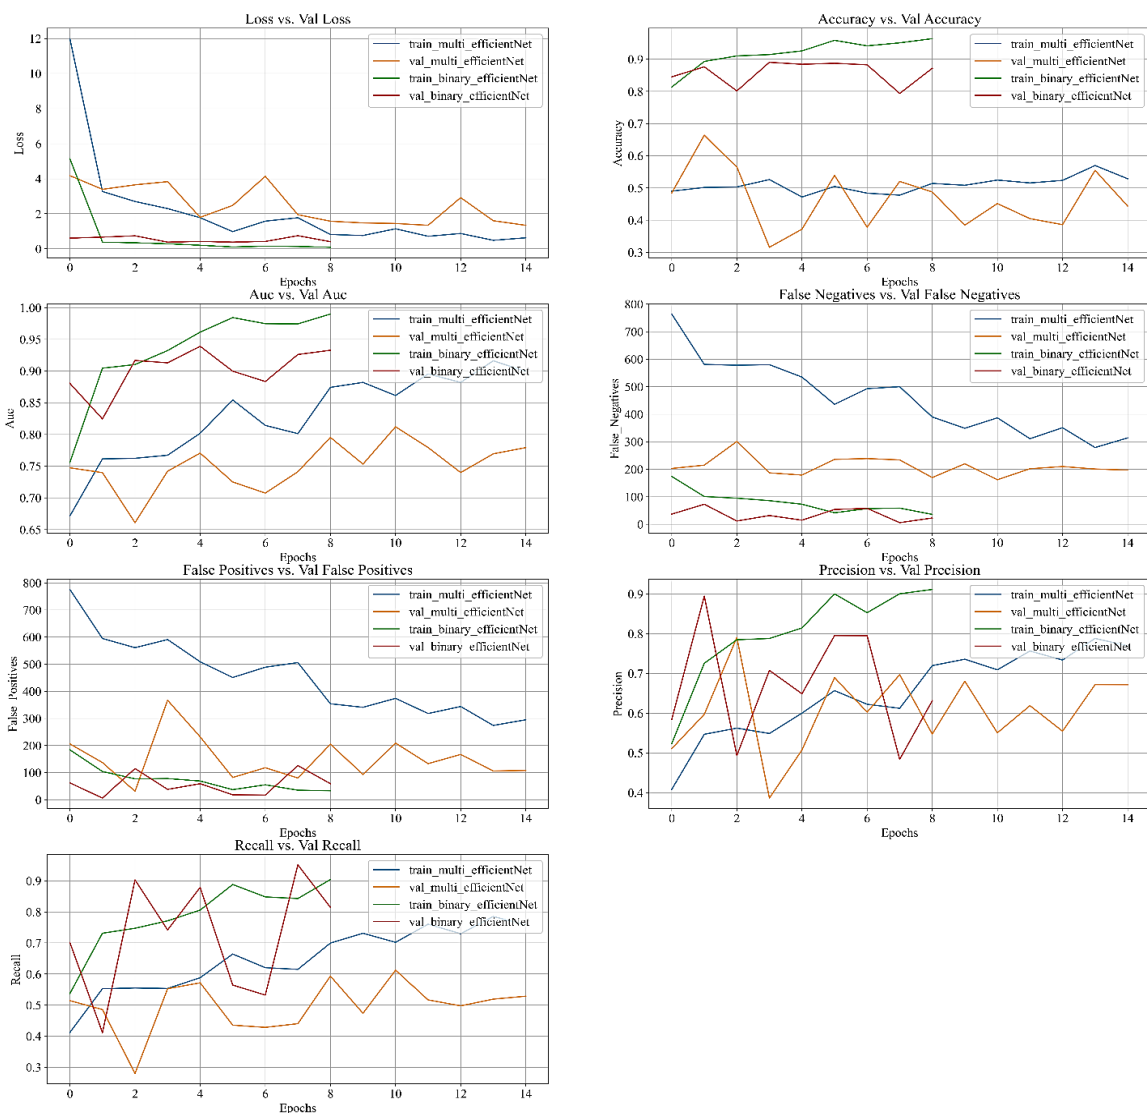 Loss vs. Val Loss
12
10
8
6
4
2
0
Loss
train_multi_efficientNet
val_multi_efficientNet
train_binary_efficientNet
val_binary_efficientNet
0 2 4 6 8 10 12 14
Epochs
Accuracy vs. Val Accuracy
0.9
0.8
0.7
0.6
0.5
0.4
0.3
Accuracy
train_multi_efficientNet
val_multi_efficientNet
train_binary_efficientNet
val_binary_efficientNet
0 2 4 6 8 10 12 14
Epochs
Auc vs. Val Auc
1.00
0.95
0.90
0.85
0.80
0.75
0.70
0.65
Auc
train_multi_efficientNet
val_multi_efficientNet
train_binary_efficientNet
val_binary_efficientNet
0 2 4 6 8 10 12 14
Epochs
False Negatives vs. Val False Negatives
800
700
600
500
400
300
200
100
0
False_Negatives
train_multi_efficientNet
val_multi_efficientNet
train_binary_efficientNet
val_binary_efficientNet
0 2 4 6 8 10 12 14
Epochs
False Positives vs. Val False Positives
800
700
600
500
400
300
200
100
0
False_Positives
train_multi_efficientNet
val_multi_efficientNet
train_binary_efficientNet
val_binary_efficientNet
0 2 4 6 8 10 12 14
Epochs
Precision vs. Val Precision
0.9
0.8
0.7
0.6
0.5
0.4
Precision
train_multi_efficientNet
val_multi_efficientNet
train_binary_efficientNet
val_binary_efficientNet
0 2 4 6 8 10 12 14
Epochs
Recall vs. Val Recall
0.9
0.8
0.7
0.6
0.5
0.4
0.3
Recall
train_multi_efficientNet
val_multi_efficientNet
train_binary_efficientNet
val_binary_efficientNet
0 2 4 6 8 10 12 14
Epochs